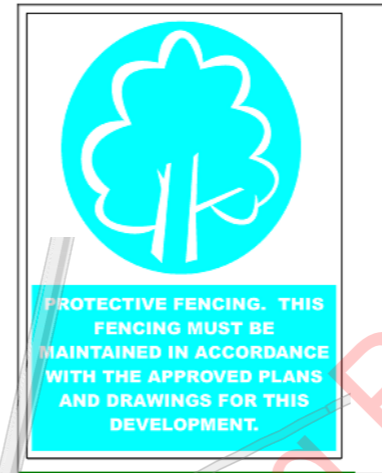 PROTECTIVE FENCING. THIS
FENCING MUST BE
MAINTAINED IN ACCORDANCE
WITH THE APPROVED PLANS
AND DRAWINGS FOR THIS
DEVELOPMENT.